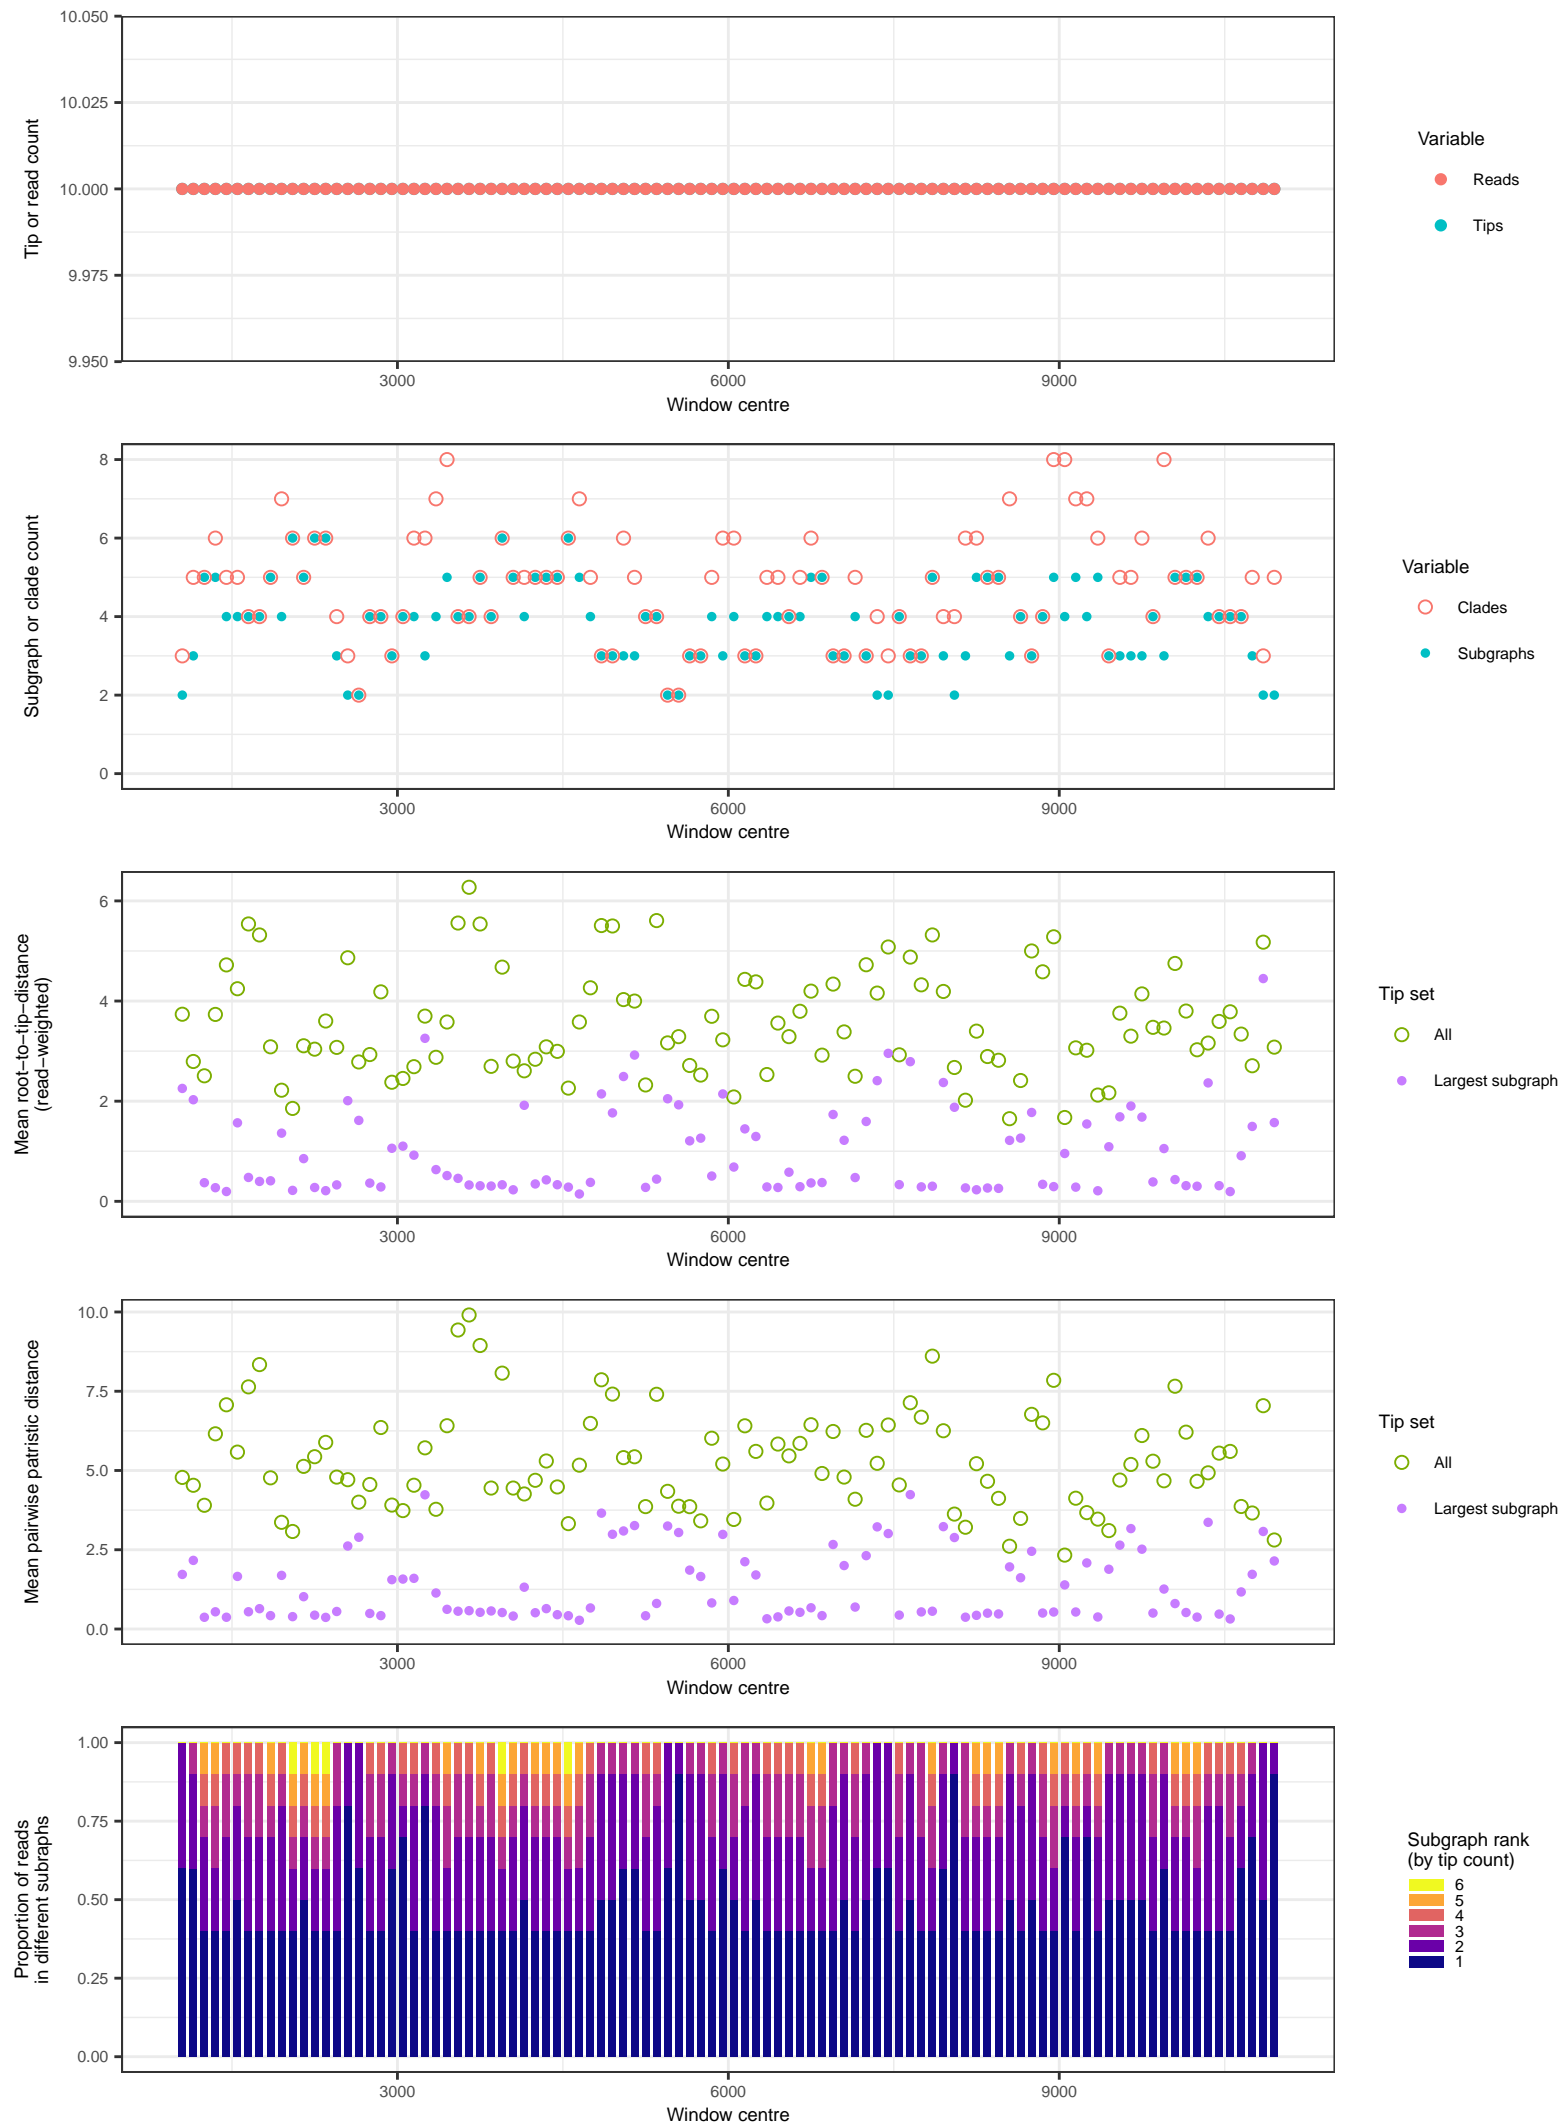 10.050
10.025
10.000
9.975
9.950
Tip or read count
3000
6000
9000
Window centre
Variable
Reads
Tips
8
6
4
2
0
Subgraph or clade count
3000
6000
9000
Window centre
Variable
Clades
Subgraphs
6
4
2
0
Mean root−to−tip−distance
(read−weighted)
3000
6000
9000
Window centre
Tip set
All
Largest subgraph
10.0
7.5
5.0
2.5
0.0
Mean pairwise patristic distance
3000
6000
9000
Window centre
Tip set
All
Largest subgraph
1.00
0.75
0.50
0.25
0.00
Proportion of reads
in different subraphs
3000
6000
9000
Window centre
Subgraph rank
(by tip count)
6
5
4
3
2
1